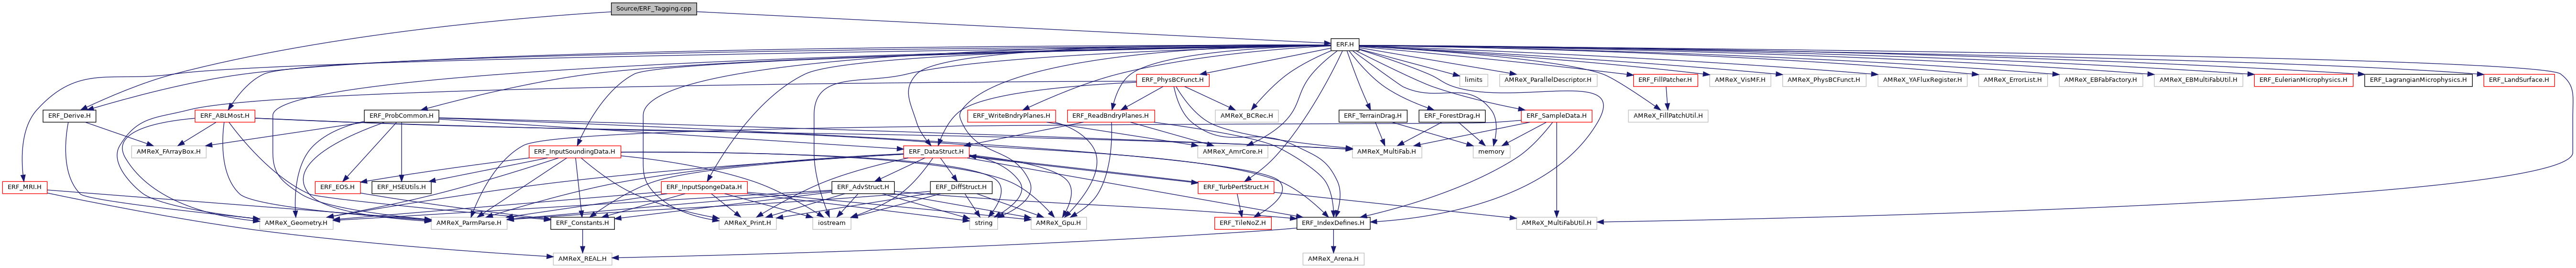 Source/ERF_Tagging.cpp
ERF.H
ERF_PhysBCFunct.H
limits
AMReX_ParallelDescriptor.H
ERF_FillPatcher.H
AMReX_VisMF.H
AMReX_PhysBCFunct.H
AMReX_YAFluxRegister.H
AMReX_ErrorList.H
AMReX_EBFabFactory.H
AMReX_EBMultiFabUtil.H
ERF_EulerianMicrophysics.H
ERF_LagrangianMicrophysics.H
ERF_LandSurface.H
ERF_Derive.H
ERF_ABLMost.H
ERF_ProbCommon.H
ERF_WriteBndryPlanes.H
ERF_ReadBndryPlanes.H
AMReX_BCRec.H
ERF_TerrainDrag.H
ERF_ForestDrag.H
ERF_SampleData.H
AMReX_FillPatchUtil.H
AMReX_FArrayBox.H
ERF_InputSoundingData.H
ERF_DataStruct.H
AMReX_AmrCore.H
AMReX_MultiFab.H
memory
ERF_MRI.H
ERF_EOS.H
ERF_HSEUtils.H
ERF_InputSpongeData.H
ERF_AdvStruct.H
ERF_DiffStruct.H
ERF_TurbPertStruct.H
AMReX_Geometry.H
AMReX_ParmParse.H
ERF_Constants.H
AMReX_Print.H
iostream
string
AMReX_Gpu.H
ERF_TileNoZ.H
ERF_IndexDefines.H
AMReX_MultiFabUtil.H
AMReX_REAL.H
AMReX_Arena.H